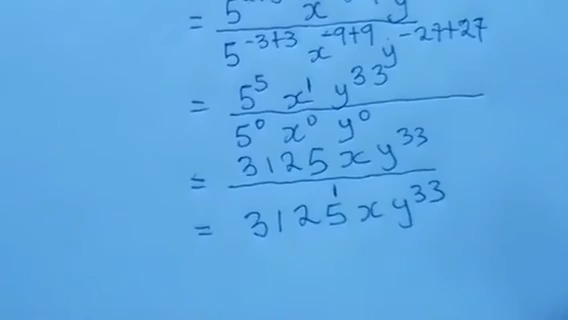 5 x y
= 5^-3+3 x^-9+9 y^-27+27
= 5^5 x^1 y^33
5^0 x^0 y^0
= 3125 x y^33
1
= 3125 x y^33